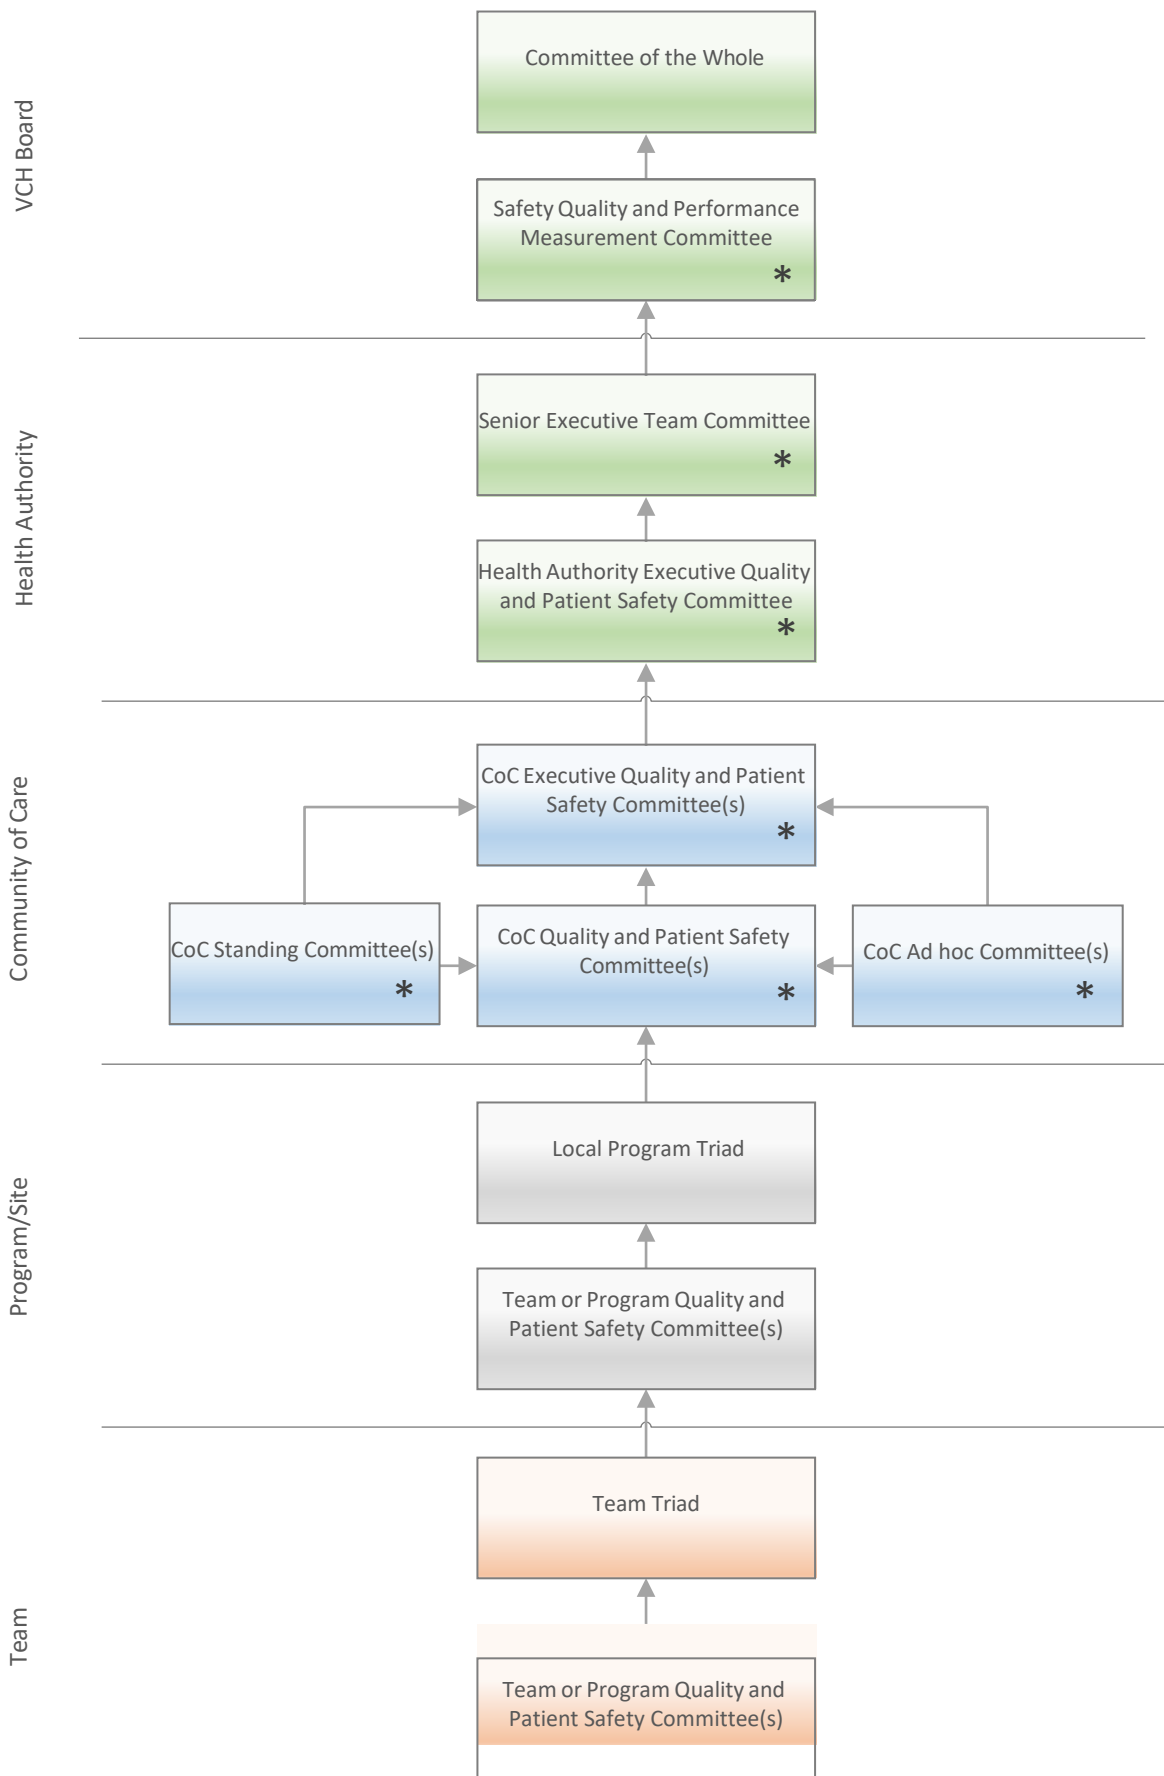 VCH Board
Committee of the Whole
Safety Quality and Performance
Measurement Committee
*
Health Authority
Senior Executive Team Committee
*
Health Authority Executive Quality
and Patient Safety Committee
*
Community of Care
CoC Executive Quality and Patient
Safety Committee(s)
*
CoC Standing Committee(s)
*
CoC Quality and Patient Safety
Committee(s)
*
CoC Ad hoc Committee(s)
*
Program/Site
Local Program Triad
Team or Program Quality and
Patient Safety Committee(s)
Team
Team Triad
Team or Program Quality and
Patient Safety Committee(s)